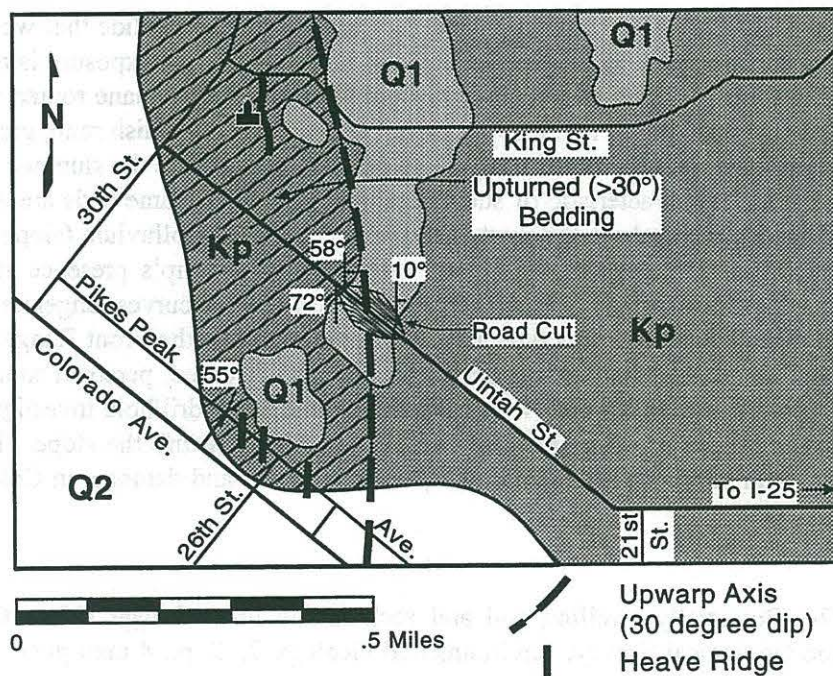 Q1
Q1
N
King St.
30th St.
Upturned (>30°)
Bedding
Kp
58°
10°
72°
Road Cut
Kp
Pikes Peak
Colorado Ave.
55°
Q1
Uintah St.
Q2
26th St.
Ave.
To I-25
21st
St.
0
.5 Miles
Upwarp Axis
(30 degree dip)
Heave Ridge